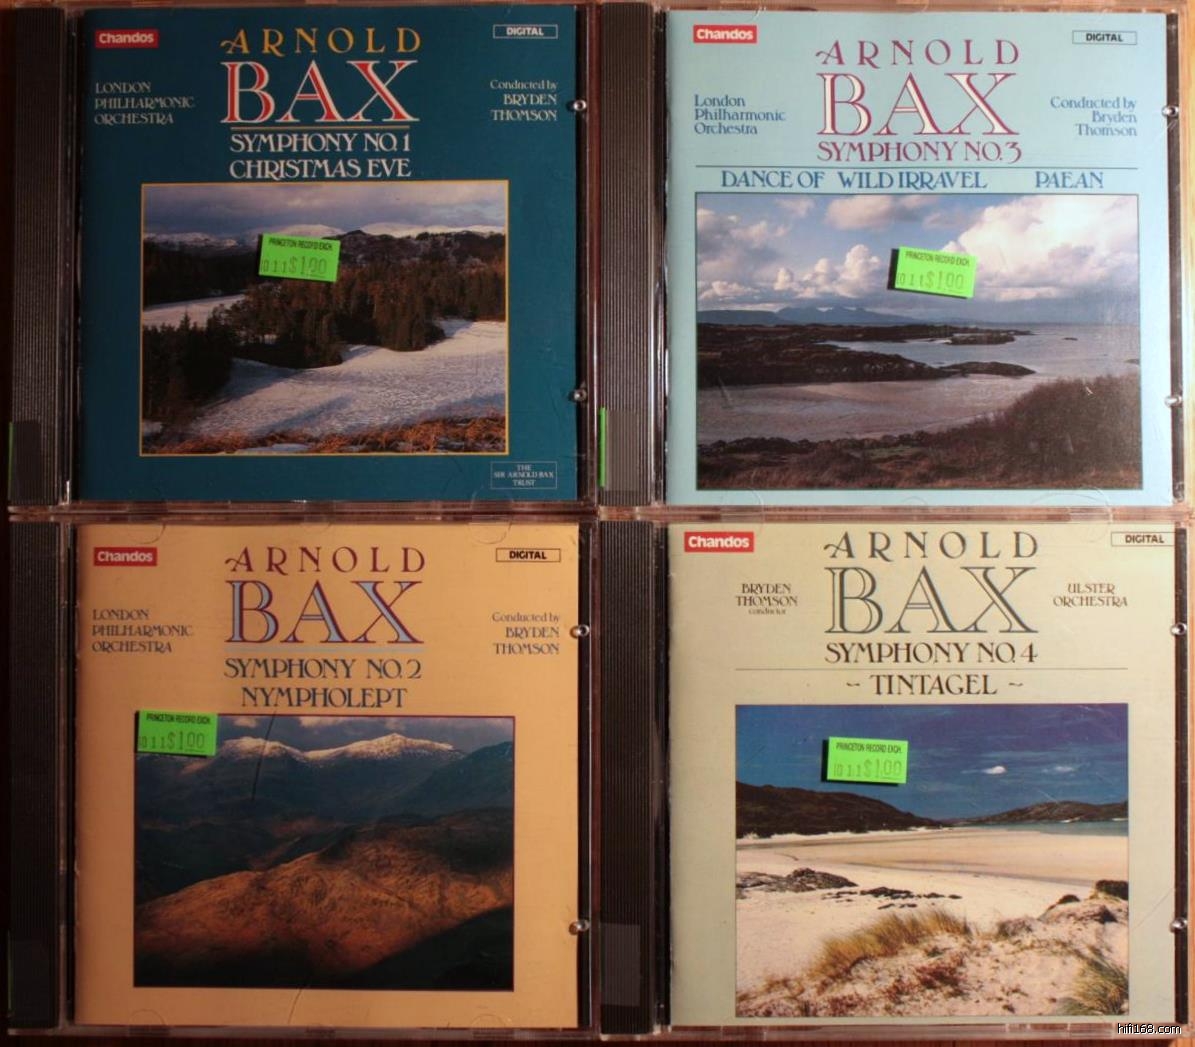 Chandos
ARNOLD
BAX
DIGITAL
LONDON
PHILHARMONIC
ORCHESTRA
Conducted by
BRYDEN
THOMSON
SYMPHONY NO.1
CHRISTMAS EVE
PRINCETON RECORD EXCH.
011$1.00
THE
SIR ARNOLD BAX
TRUST
Chandos
ARNOLD
BAX
DIGITAL
London
Philharmonic
Orchestra
Conducted by
Bryden
Thomson
SYMPHONY NO.3
DANCE OF WILD IRRAVEL PAEAN
PRINCETON RECORD EXCH.
011$1.00
Chandos
ARNOLD
BAX
DIGITAL
LONDON
PHILHARMONIC
ORCHESTRA
Conducted by
BRYDEN
THOMSON
SYMPHONY NO.2
NYMPHOLEPT
PRINCETON RECORD EXCH.
011$1.00
Chandos
ARNOLD
BAX
DIGITAL
BRYDEN
THOMSON
conductor
ULSTER
ORCHESTRA
SYMPHONY NO.4
~ TINTAGEL ~
PRINCETON RECORD EXCH.
011$1.00
hifi168.com